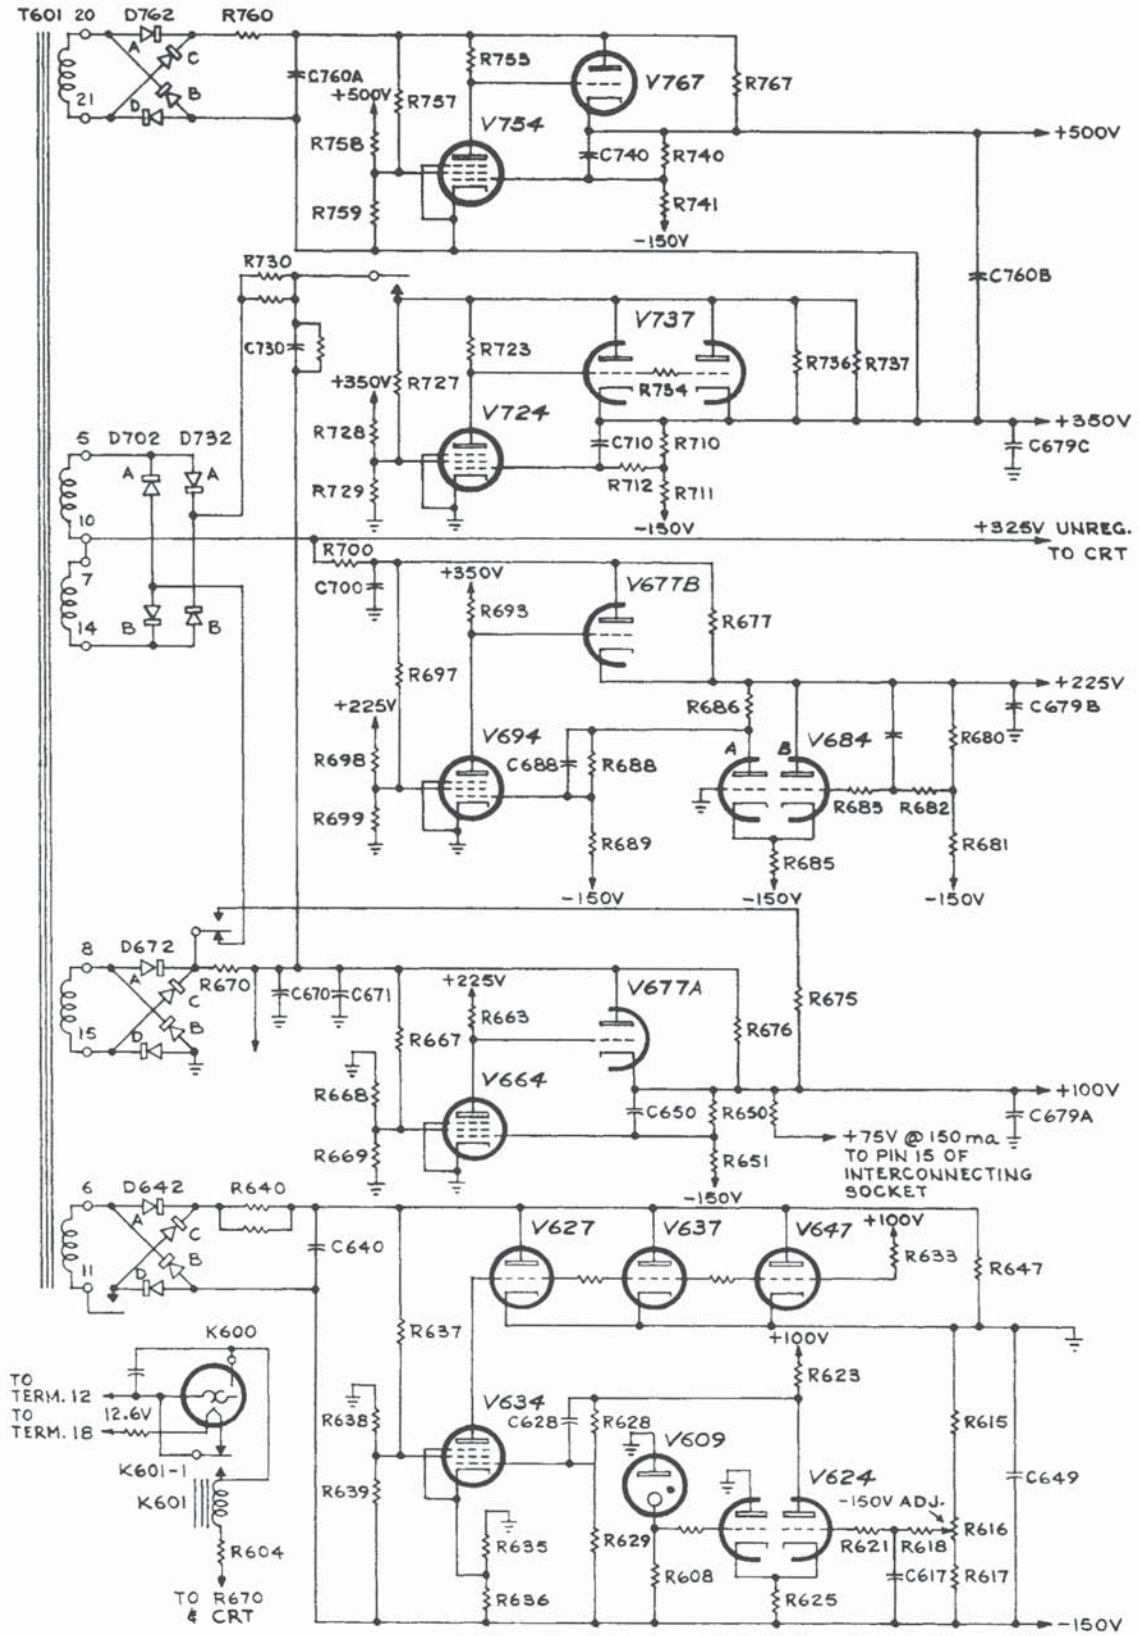 T601 20 D762 R760
A C
B
21 D
C760A
+500V
R757
R753
V767
R767
V754
R758
C740 R740
+500V
R759
R741
-150V
R730
C760B
C730
V737
R723
R736 R737
+350V R727
R734
V724
R728
C710 R710
+350V
C679C
R729
R712 R711
5 D702 D732
A A
-150V
10
+325V UNREG.
TO CRT
7
R700
C700
+350V
V677B
R693
R677
14 B B
R697
+225V
+225V
R686
C679B
V694
A B V684
R680
R698
C688 R688
R683 R682
R699
R689
R685
R681
-150V
-150V
-150V
8 D672
A R670
C
B
15 D
C670 C671
+225V
V677A
R675
R663
R676
R667
V664
R668
C650 R650
+100V
C679A
R669
R651
+75V @ 150 ma
TO PIN 15 OF
INTERCONNECTING
SOCKET
-150V
6 D642 R640
A C
B
11 D
C640
V627 V637 V647
+100V
R633
R647
R637
K600
+100V
TO
TERM. 12
12.6V
TO
TERM. 18
R623
V634
R638
C628 R628
R615
V609
K601-1
V624
C649
K601
R639
-150V ADJ.
R616
R635
R629
R621 R618
R604
R608
C617 R617
R636
R625
TO R670
& CRT
-150V